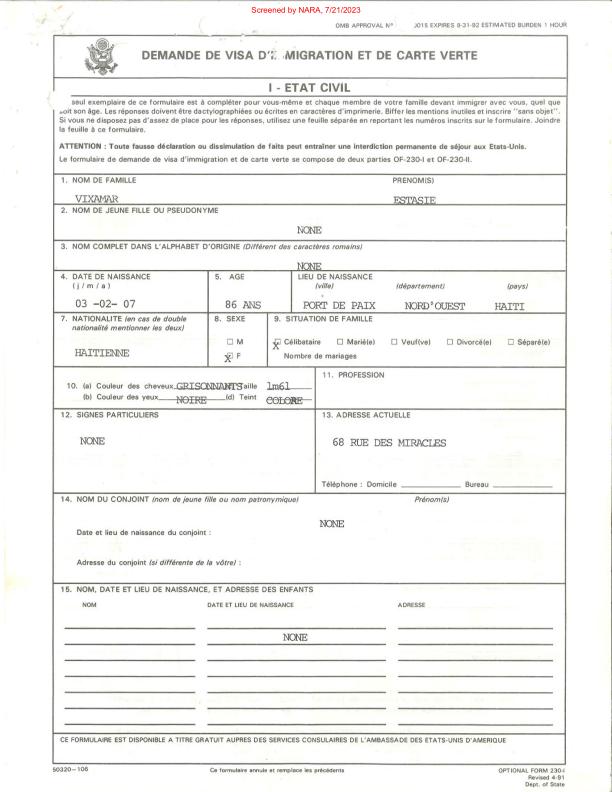 Screened by NARA, 7/21/2023
OMB APPROVAL Nº J015 EXPIRES 8-31-92 ESTIMATED BURDEN 1 HOUR
DEMANDE DE VISA D' MIGRATION ET DE CARTE VERTE
I - ETAT CIVIL
seul exemplaire de ce formulaire est à compléter pour vous-même et chaque membre de votre famille devant immigrer avec vous, quel que
soit son âge. Les réponses doivent être dactylographiées ou écrites en caractères d'imprimerie. Biffer les mentions inutiles et inscrire "sans objet".
Si vous ne disposez pas d'assez de place pour les réponses, utilisez une feuille séparée en reportant les numéros inscrits sur le formulaire. Joindre
la feuille à ce formulaire.
ATTENTION : Toute fausse déclaration ou dissimulation de faits peut entraîner une interdiction permanente de séjour aux Etats-Unis.
Le formulaire de demande de visa d'immigration et de carte verte se compose de deux parties OF-230-I et OF-230-II.
1. NOM DE FAMILLE PRENOM(S)
VIXAMAR ESTASIE
2. NOM DE JEUNE FILLE OU PSEUDONYME
NONE
3. NOM COMPLET DANS L'ALPHABET D'ORIGINE (Différent des caractères romains)
NONE
4. DATE DE NAISSANCE 5. AGE LIEU DE NAISSANCE
(j / m / a) (ville) (département) (pays)
03 -02- 07 86 ANS PORT DE PAIX NORD'OUEST HAITI
7. NATIONALITE (en cas de double 8. SEXE 9. SITUATION DE FAMILLE
nationalité mentionner les deux)
☐ M X Célibataire ☐ Marié(e) ☐ Veuf(ve) ☐ Divorcé(e) ☐ Séparé(e)
HAITIENNE X F Nombre de mariages
11. PROFESSION
10. (a) Couleur des cheveux GRISONNANTS Taille 1m61
(b) Couleur des yeux NOIRE (d) Teint COLORE
12. SIGNES PARTICULIERS 13. ADRESSE ACTUELLE
NONE 68 RUE DES MIRACLES
Téléphone : Domicile Bureau
14. NOM DU CONJOINT (nom de jeune fille ou nom patronymique) Prénom(s)
NONE
Date et lieu de naissance du conjoint :
Adresse du conjoint (si différente de la vôtre) :
15. NOM, DATE ET LIEU DE NAISSANCE, ET ADRESSE DES ENFANTS
NOM DATE ET LIEU DE NAISSANCE ADRESSE
NONE
CE FORMULAIRE EST DISPONIBLE A TITRE GRATUIT AUPRES DES SERVICES CONSULAIRES DE L'AMBASSADE DES ETATS-UNIS D'AMERIQUE
50320-106 Ce formulaire annule et remplace les précédents OPTIONAL FORM 230-I
Revised 4-91
Dept. of State